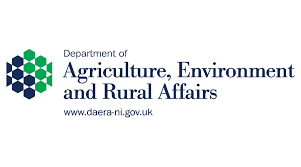 Department of
Agriculture, Environment
and Rural Affairs
www.daera-ni.gov.uk